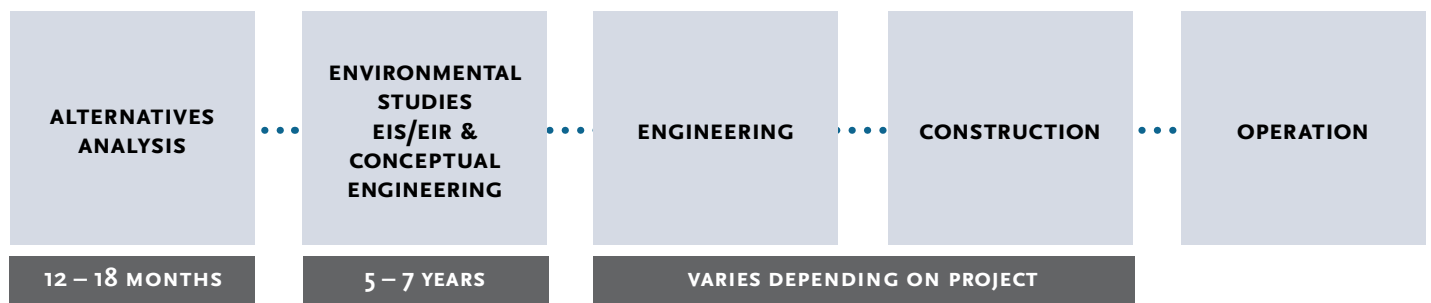 ALTERNATIVES
ANALYSIS
ENVIRONMENTAL
STUDIES
EIS/EIR &
CONCEPTUAL
ENGINEERING
ENGINEERING
CONSTRUCTION
OPERATION
12 – 18 MONTHS
5 – 7 YEARS
VARIES DEPENDING ON PROJECT